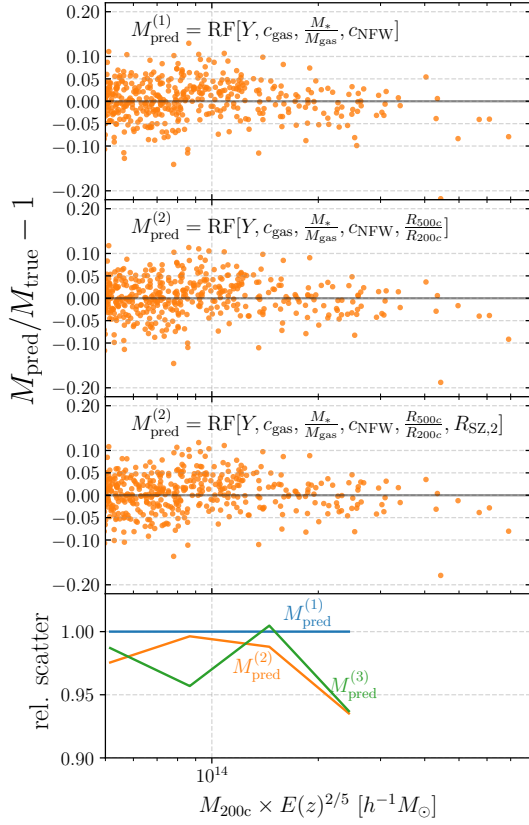 M_pred^(1) = RF[Y, c_gas, M_*/M_gas, c_NFW]
0.20
0.10
0.05
0.00
−0.05
−0.10
−0.20
M_pred^(2) = RF[Y, c_gas, M_*/M_gas, c_NFW, R_500c/R_200c]
0.20
0.10
0.05
0.00
−0.05
−0.10
−0.20
M_pred/M_true − 1
M_pred^(2) = RF[Y, c_gas, M_*/M_gas, c_NFW, R_500c/R_200c, R_SZ,2]
0.20
0.10
0.05
0.00
−0.05
−0.10
−0.20
M_pred^(1)
M_pred^(2)
M_pred^(3)
1.00
0.95
0.90
rel. scatter
10^14
M_200c × E(z)^2/5 [h^−1 M_⊙]